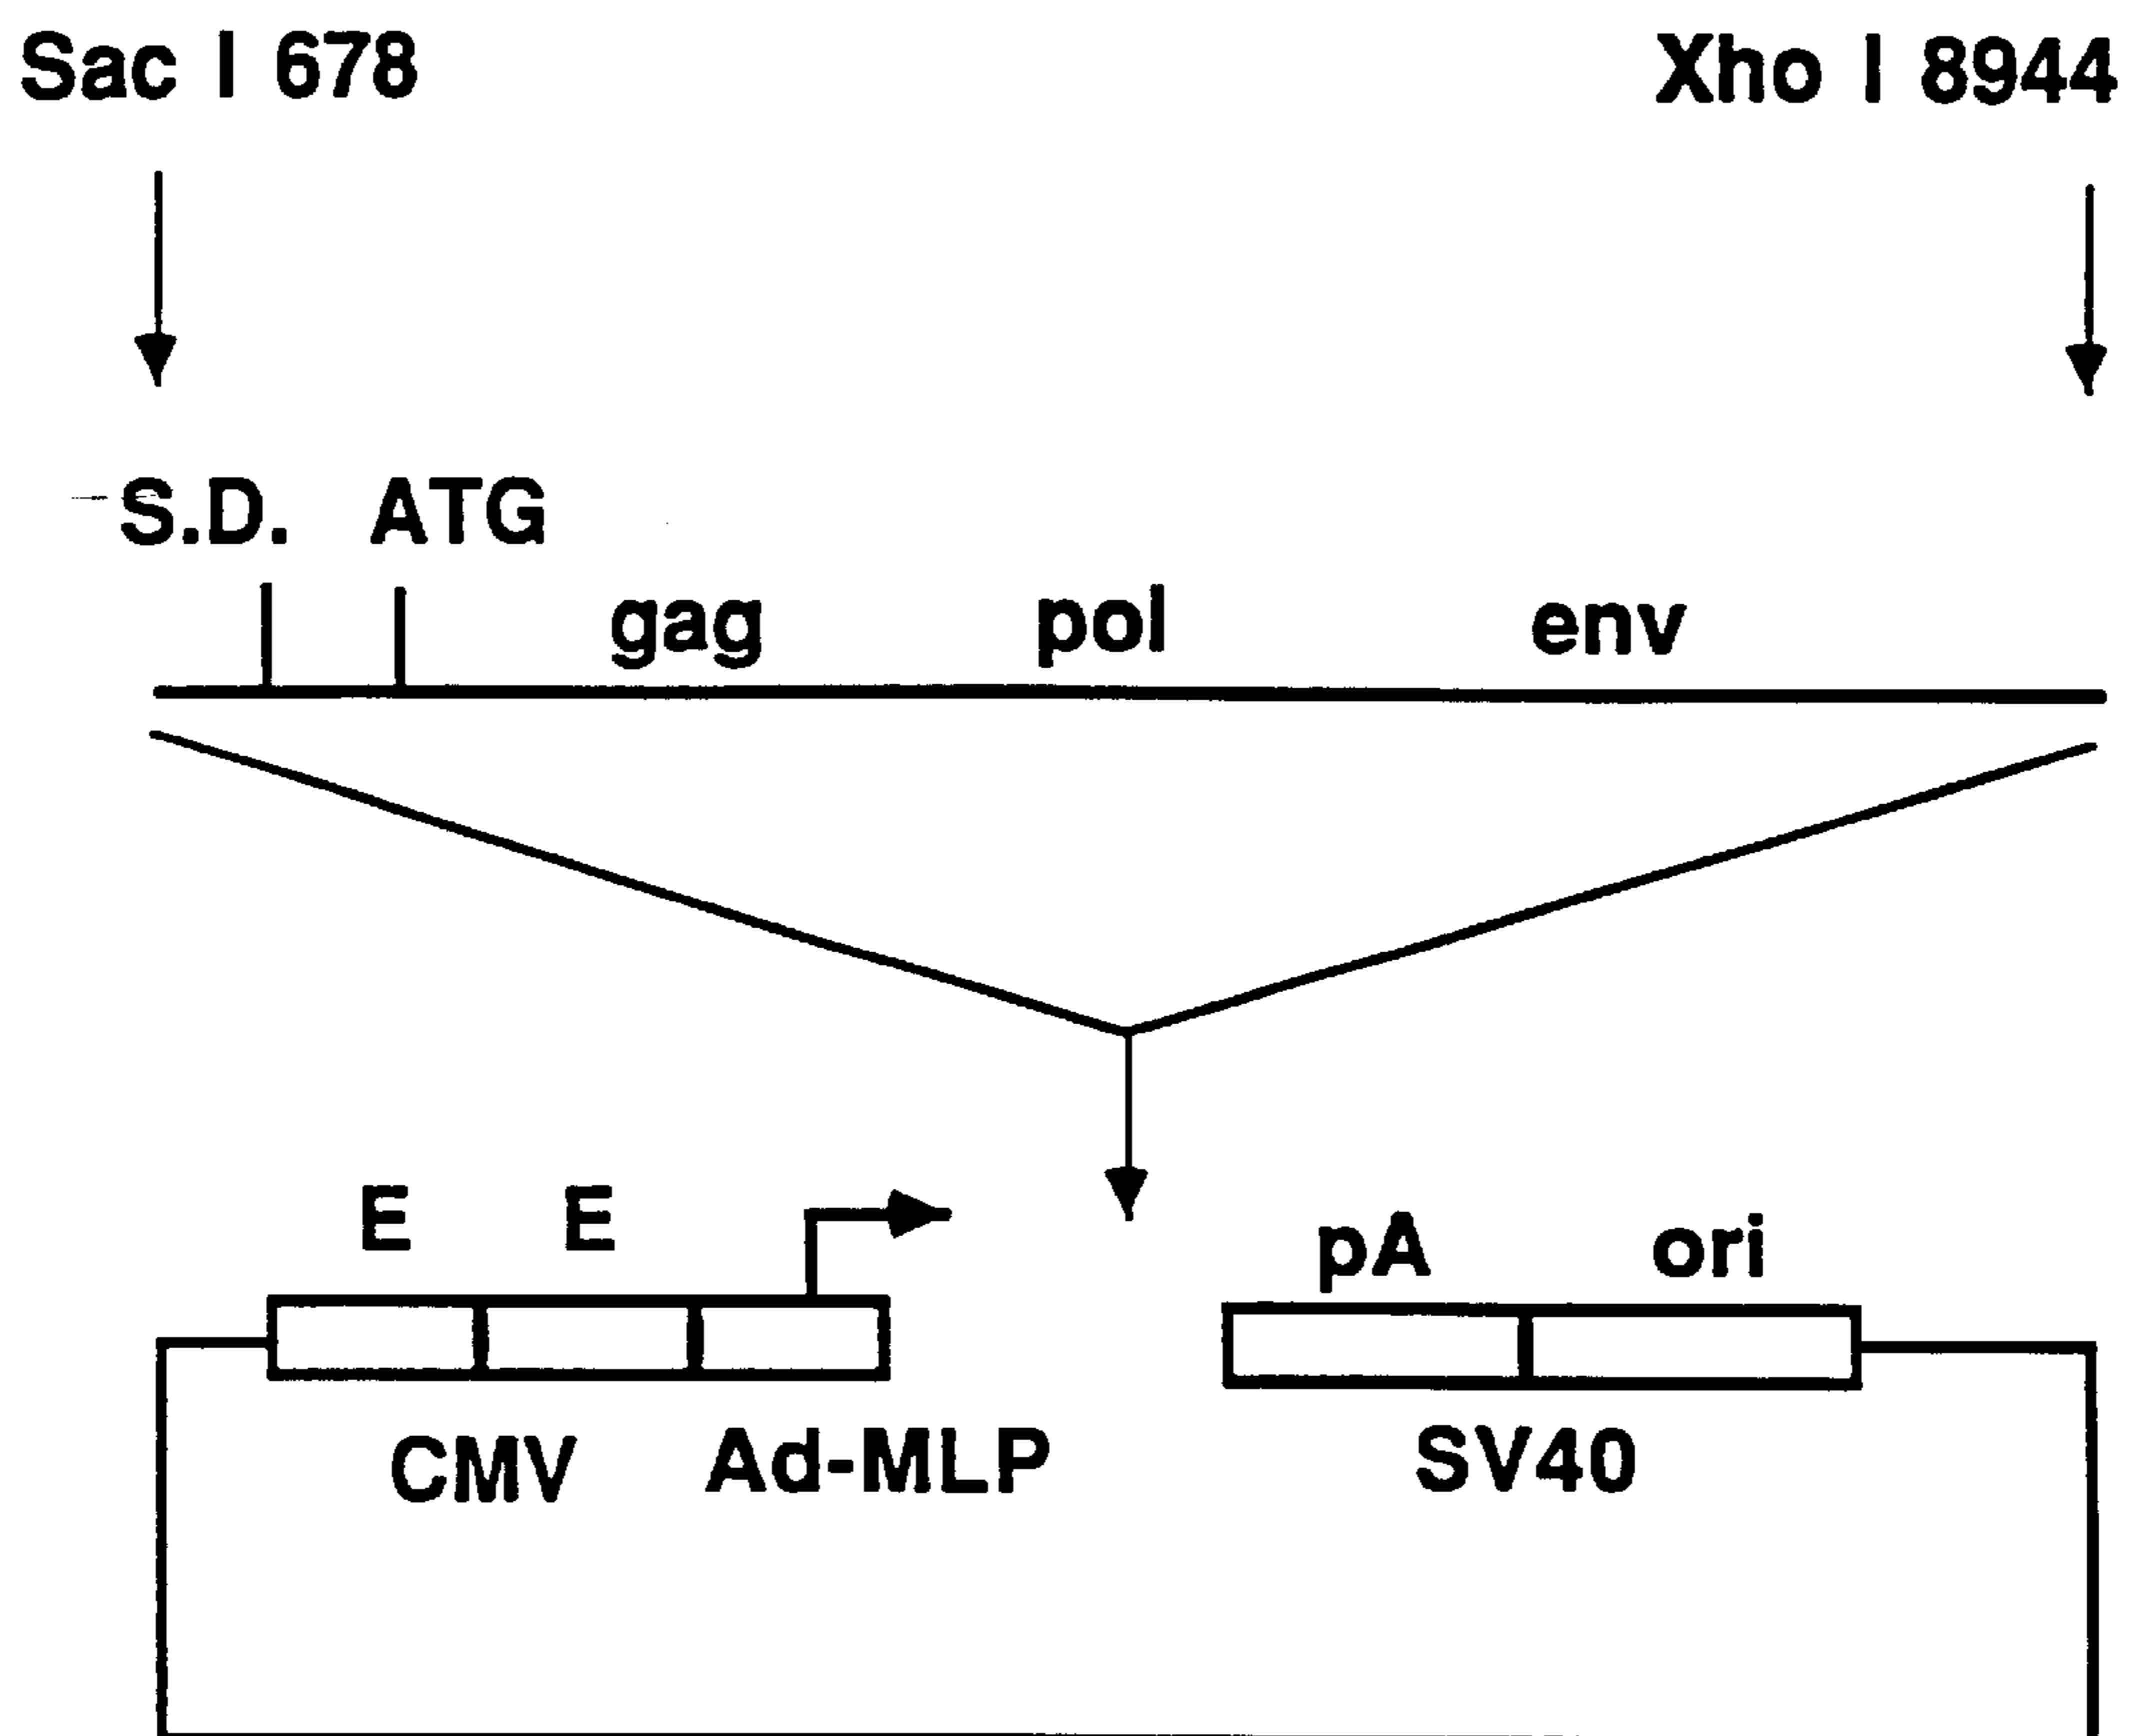 Sac I 678 Xho I 8944
S.D. ATG
gag pol env
E E pA ori
CMV Ad-MLP SV40